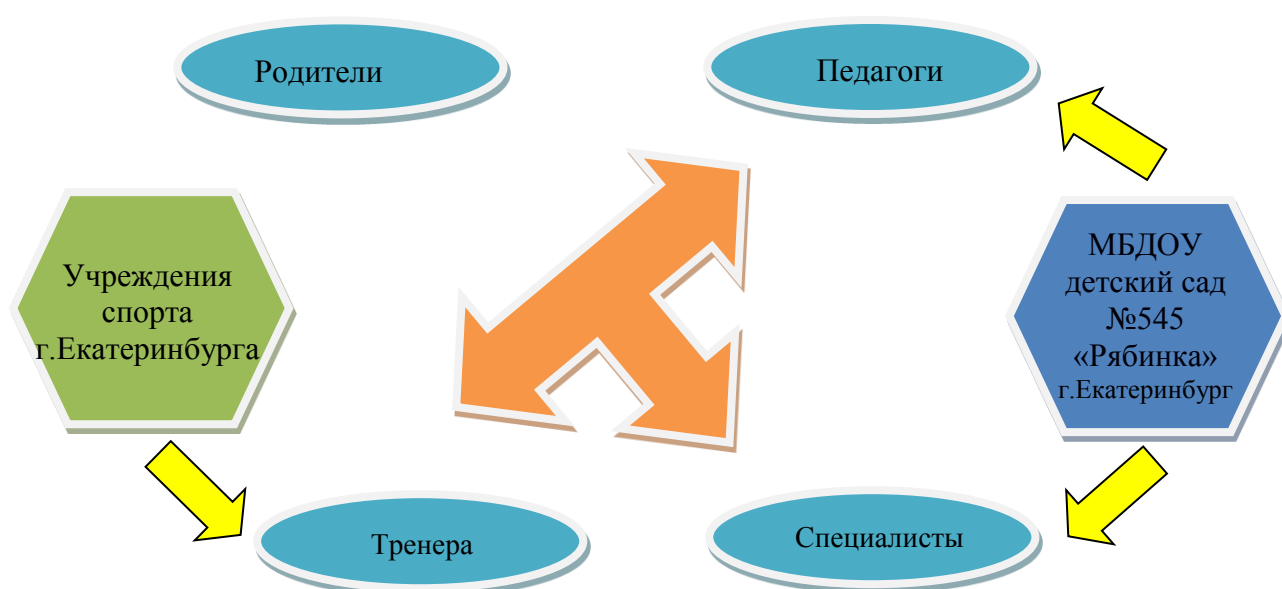 Родители
Педагоги
Учреждения
спорта
г.Екатеринбурга
МБДОУ
детский сад
№545
«Рябинка»
г.Екатеринбург
Тренера
Специалисты